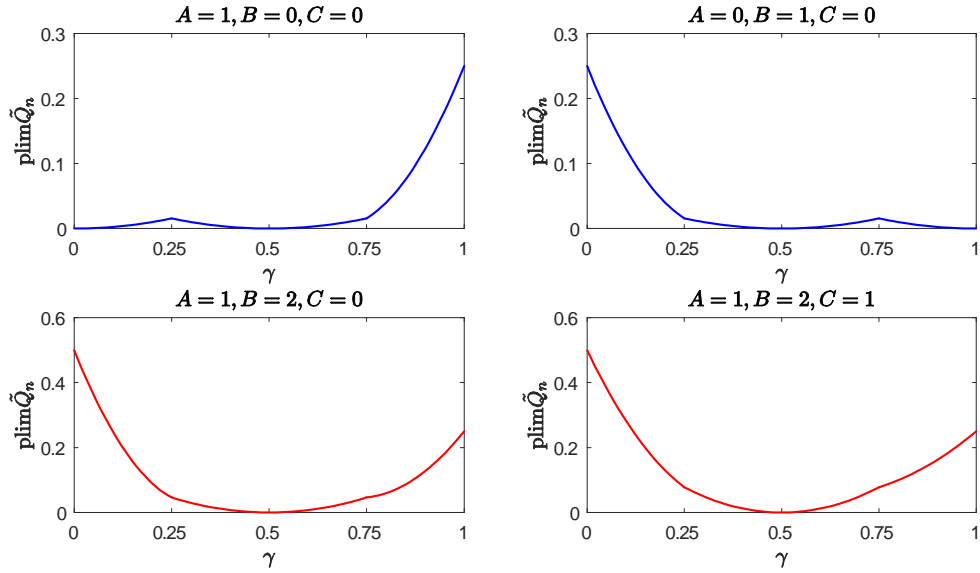 A = 1, B = 0, C = 0
0.3
0.2
0.1
0
plimQ̃ₙ
0 0.25 0.5 0.75 1
γ
A = 0, B = 1, C = 0
0.3
0.2
0.1
0
plimQ̃ₙ
0 0.25 0.5 0.75 1
γ
A = 1, B = 2, C = 0
0.6
0.4
0.2
0
plimQ̃ₙ
0 0.25 0.5 0.75 1
γ
A = 1, B = 2, C = 1
0.6
0.4
0.2
0
plimQ̃ₙ
0 0.25 0.5 0.75 1
γ